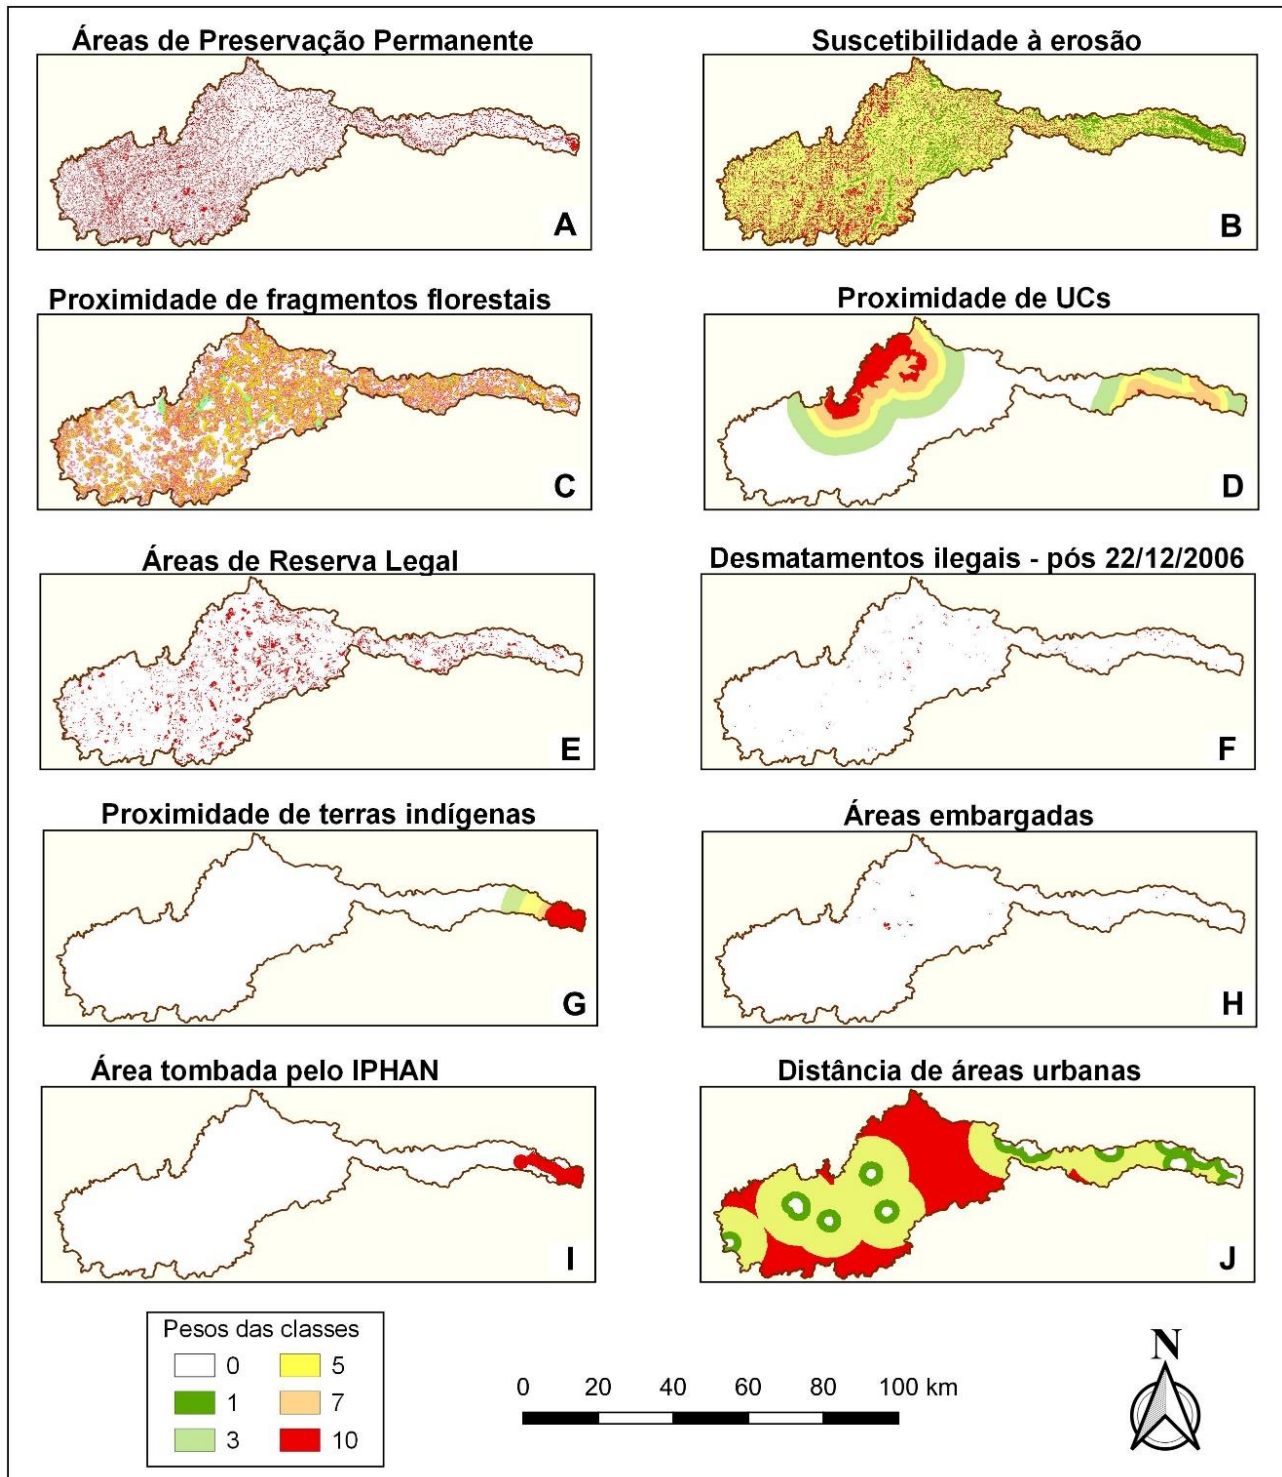 Áreas de Preservação Permanente
Suscetibilidade à erosão
A
B
Proximidade de fragmentos florestais
Proximidade de UCs
C
D
Áreas de Reserva Legal
Desmatamentos ilegais - pós 22/12/2006
E
F
Proximidade de terras indígenas
Áreas embargadas
G
H
Área tombada pelo IPHAN
Distância de áreas urbanas
I
J
Pesos das classes
0 5
1 7
3 10
0 20 40 60 80 100 km
N